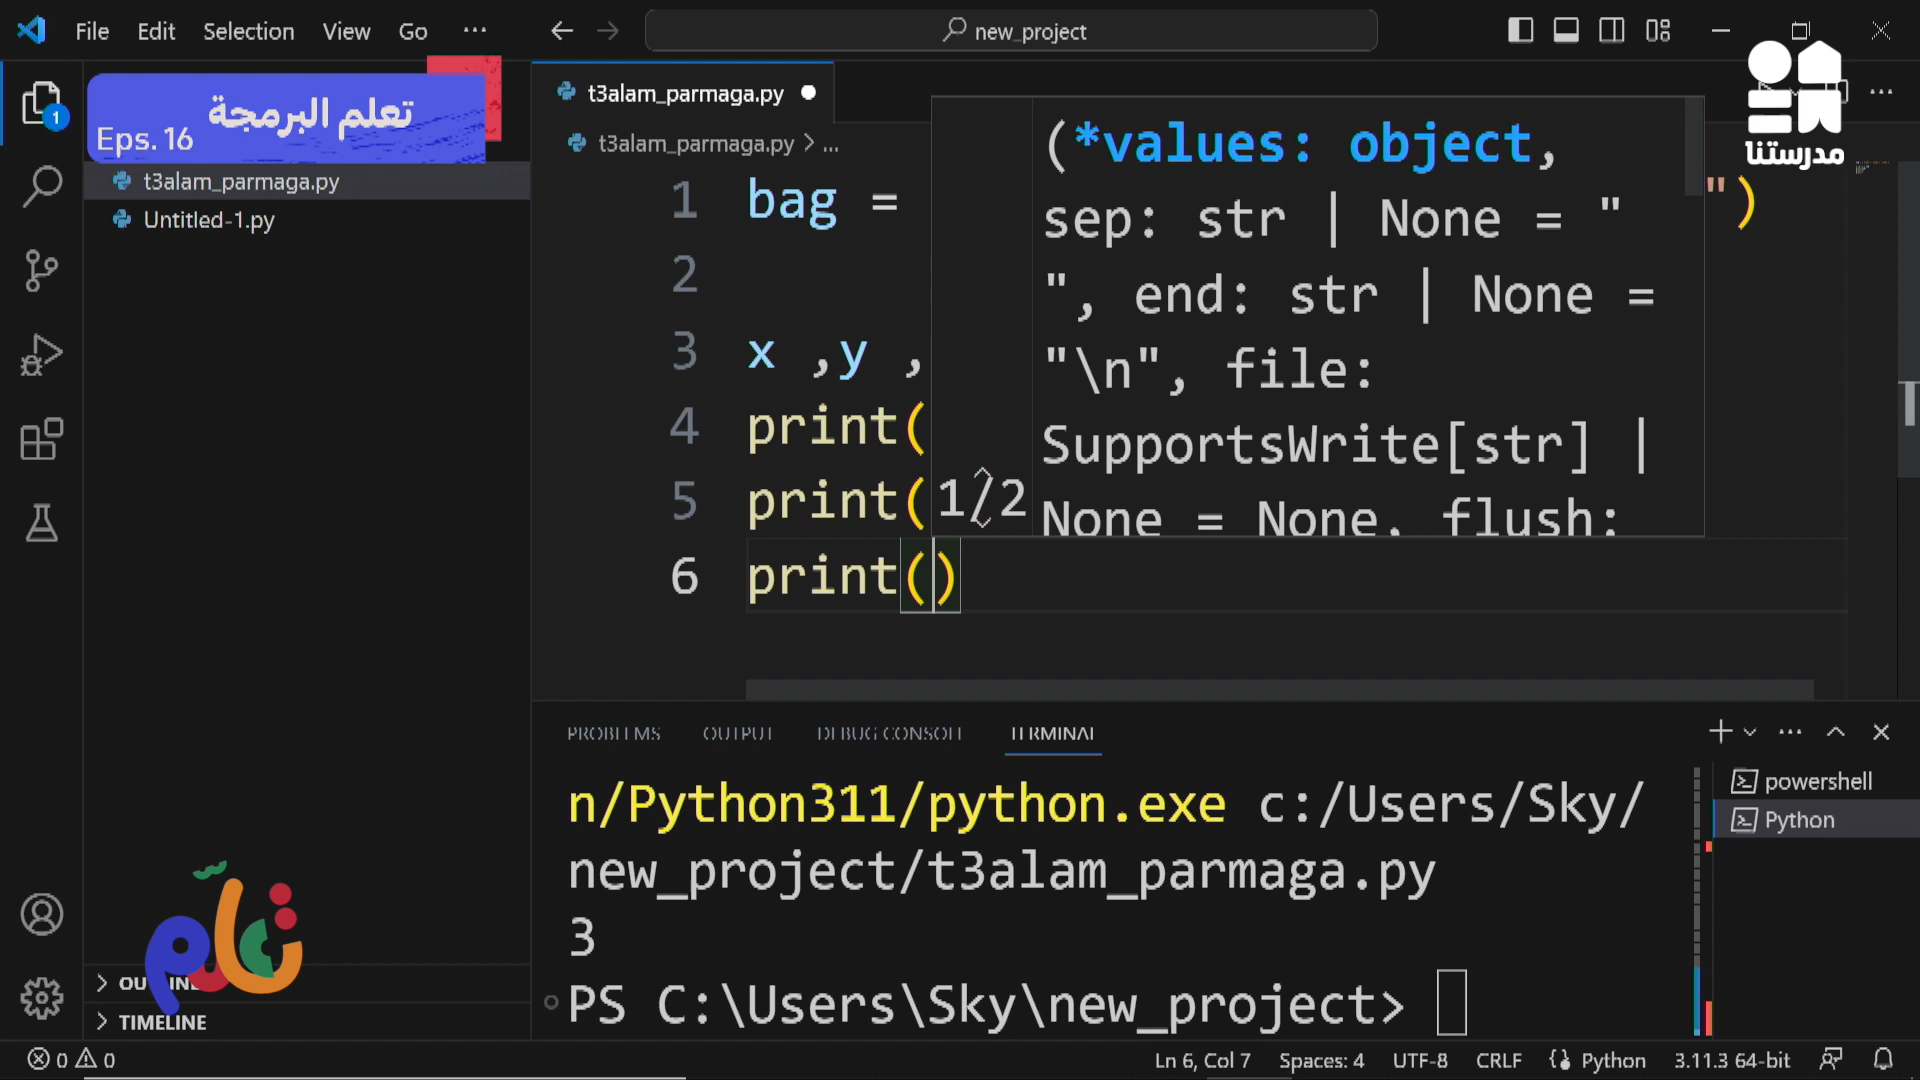 File Edit Selection View Go ···
new_project
تعلم البرمجة
Eps. 16
t3alam_parmaga.py
Untitled-1.py
t3alam_parmaga.py
t3alam_parmaga.py > ...
مدرستنا
1 bag = ")
2
3 x ,y ,
4 print(
5 print(
6 print()
1/2
(*values: object,
sep: str | None = "
", end: str | None =
"\n", file:
SupportsWrite[str] |
None = None, flush:
PROBLEMS OUTPUT DEBUG CONSOLE TERMINAL
n/Python311/python.exe c:/Users/Sky/
new_project/t3alam_parmaga.py
3
PS C:\Users\Sky\new_project>
powershell
Python
TIMELINE
0 0
Ln 6, Col 7 Spaces: 4 UTF-8 CRLF Python 3.11.3 64-bit